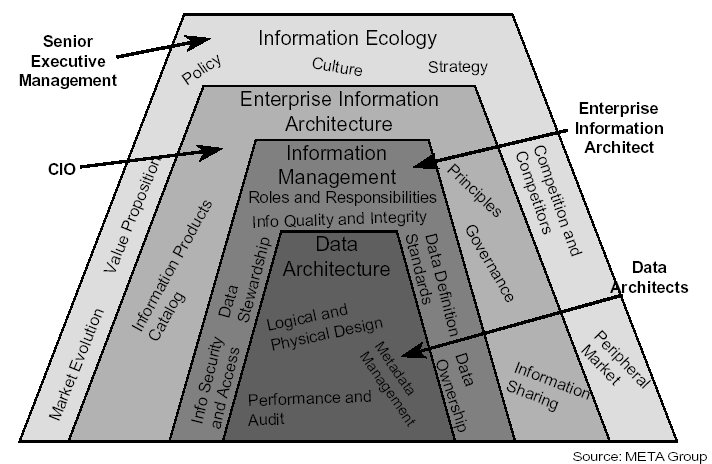 Senior
Executive
Management
Information Ecology
Policy
Culture
Strategy
Enterprise Information
Architecture
Enterprise
Information
Architect
CIO
Information
Management
Roles and Responsibilities
Info Quality and Integrity
Value Proposition
Market Evolution
Information Products
Catalog
Principles
Governance
Competition and
Competitors
Data
Stewardship
Data
Architecture
Data Definition
Standards
Data
Architects
Logical and
Physical Design
Metadata
Management
Info Security
and Access
Performance and
Audit
Data
Ownership
Information
Sharing
Peripheral
Market
Source: META Group